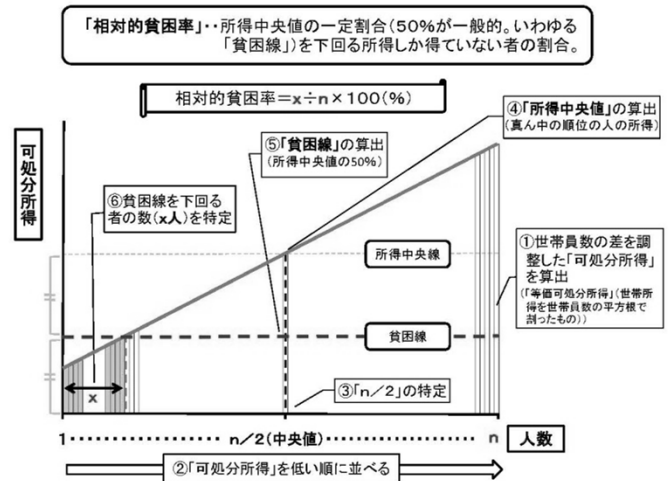 「相対的貧困率」‥所得中央値の一定割合(50%が一般的。いわゆる
「貧困線」)を下回る所得しか得ていない者の割合。
相対的貧困率=x÷n×100(%)
④「所得中央値」の算出
(真ん中の順位の人の所得)
⑤「貧困線」の算出
(所得中央値の50%)
可処分所得
⑥貧困線を下回る
者の数(x人)を特定
所得中央線
①世帯員数の差を調
整した「可処分所得」
を算出
(「等価可処分所得」(世帯所
得を世帯員数の平方根で
割ったもの))
貧困線
x
③「n/2」の特定
1‥‥‥‥‥‥‥‥n/2(中央値)‥‥‥‥‥‥‥‥n
人数
②「可処分所得」を低い順に並べる